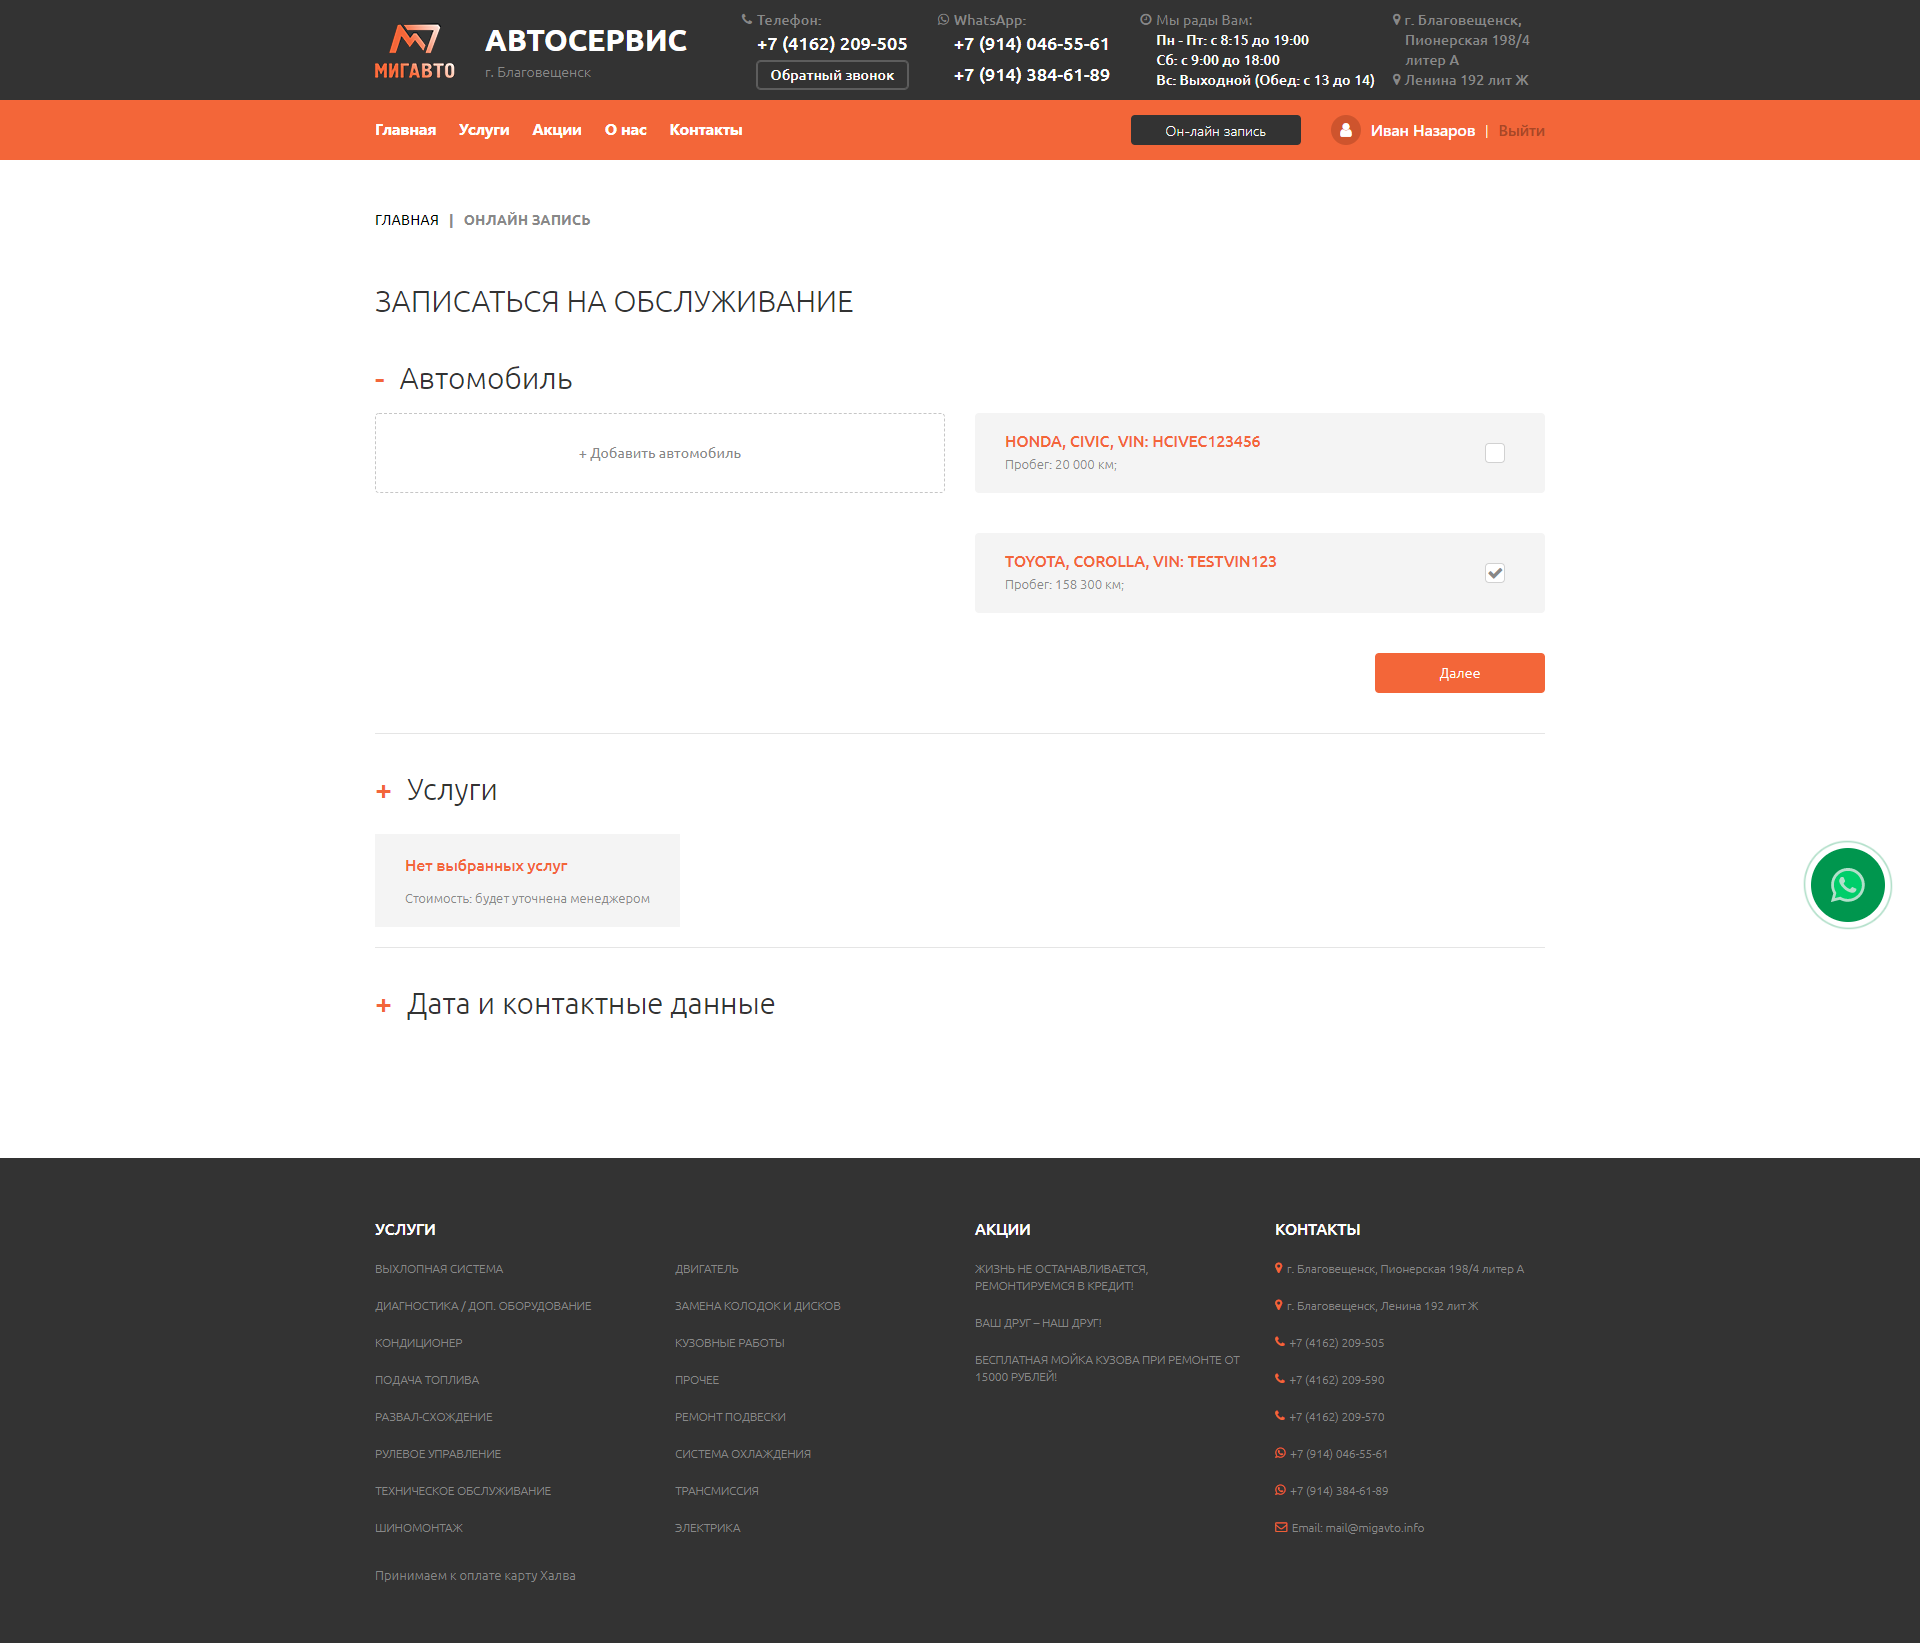 МИГАВТО
АВТОСЕРВИС
г. Благовещенск
Телефон:
+7 (4162) 209-505
Обратный звонок
WhatsApp:
+7 (914) 046-55-61
+7 (914) 384-61-89
Мы рады Вам:
Пн - Пт: с 8:15 до 19:00
Сб: с 9:00 до 18:00
Вс: Выходной (Обед: с 13 до 14)
г. Благовещенск,
Пионерская 198/4
литер А
Ленина 192 лит Ж
Главная Услуги Акции О нас Контакты
Он-лайн запись
Иван Назаров | Выйти
ГЛАВНАЯ | ОНЛАЙН ЗАПИСЬ
ЗАПИСАТЬСЯ НА ОБСЛУЖИВАНИЕ
- Автомобиль
+ Добавить автомобиль
HONDA, CIVIC, VIN: HCIVEC123456
Пробег: 20 000 км;
TOYOTA, COROLLA, VIN: TESTVIN123
Пробег: 158 300 км;
Далее
+ Услуги
Нет выбранных услуг
Стоимость: будет уточнена менеджером
+ Дата и контактные данные
УСЛУГИ
ВЫХЛОПНАЯ СИСТЕМА
ДИАГНОСТИКА / ДОП. ОБОРУДОВАНИЕ
КОНДИЦИОНЕР
ПОДАЧА ТОПЛИВА
РАЗВАЛ-СХОЖДЕНИЕ
РУЛЕВОЕ УПРАВЛЕНИЕ
ТЕХНИЧЕСКОЕ ОБСЛУЖИВАНИЕ
ШИНОМОНТАЖ
ДВИГАТЕЛЬ
ЗАМЕНА КОЛОДОК И ДИСКОВ
КУЗОВНЫЕ РАБОТЫ
ПРОЧЕЕ
РЕМОНТ ПОДВЕСКИ
СИСТЕМА ОХЛАЖДЕНИЯ
ТРАНСМИССИЯ
ЭЛЕКТРИКА
АКЦИИ
ЖИЗНЬ НЕ ОСТАНАВЛИВАЕТСЯ,
РЕМОНТИРУЕМСЯ В КРЕДИТ!
ВАШ ДРУГ – НАШ ДРУГ!
БЕСПЛАТНАЯ МОЙКА КУЗОВА ПРИ РЕМОНТЕ ОТ
15000 РУБЛЕЙ!
КОНТАКТЫ
г. Благовещенск, Пионерская 198/4 литер А
г. Благовещенск, Ленина 192 лит Ж
+7 (4162) 209-505
+7 (4162) 209-590
+7 (4162) 209-570
+7 (914) 046-55-61
+7 (914) 384-61-89
Email: mail@migavto.info
Принимаем к оплате карту Халва